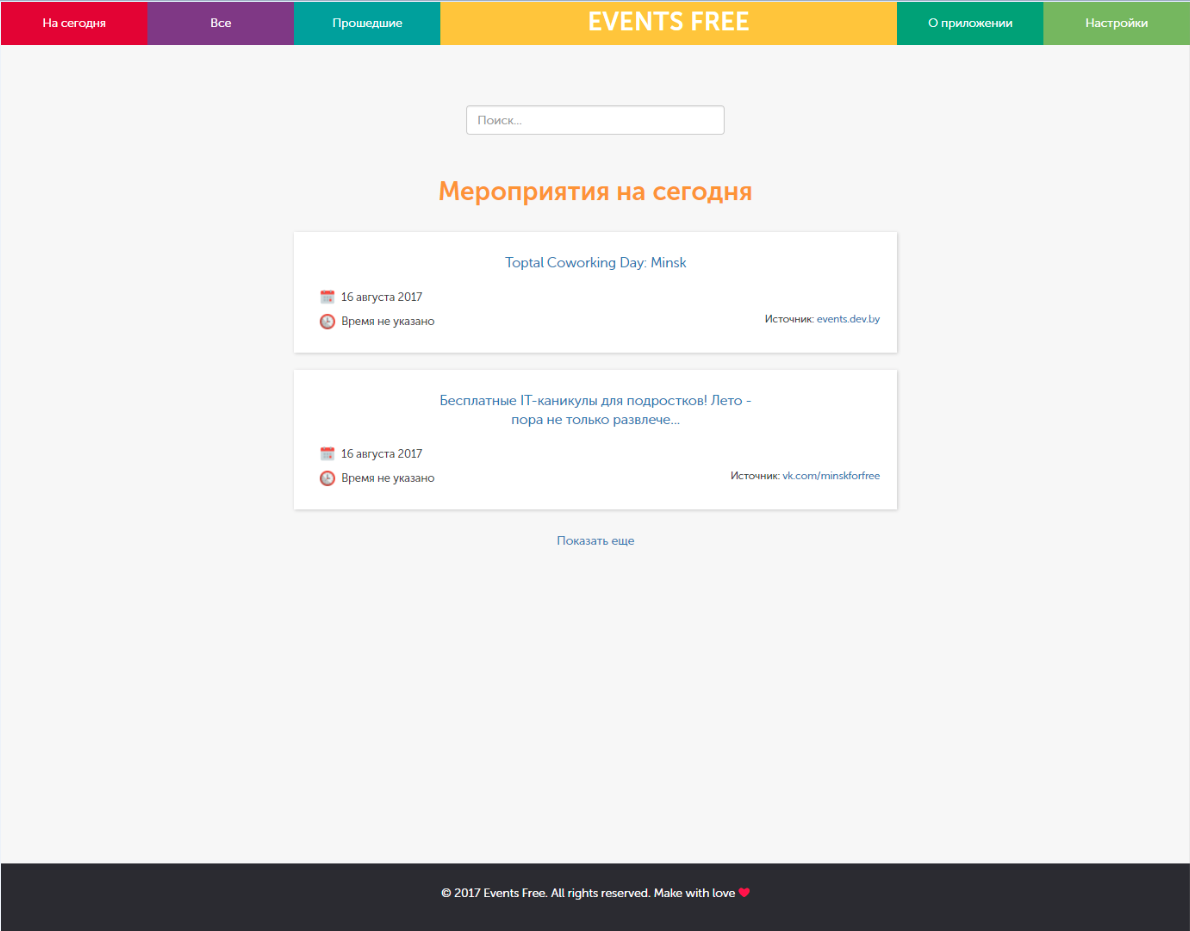 На сегодня
Все
Прошедшие
EVENTS FREE
О приложении
Настройки
Поиск...
Мероприятия на сегодня
Toptal Coworking Day: Minsk
16 августа 2017
Время не указано
Источник: events.dev.by
Бесплатные IT-каникулы для подростков! Лето -
пора не только развлече...
16 августа 2017
Время не указано
Источник: vk.com/minskforfree
Показать еще
© 2017 Events Free. All rights reserved. Make with love ❤